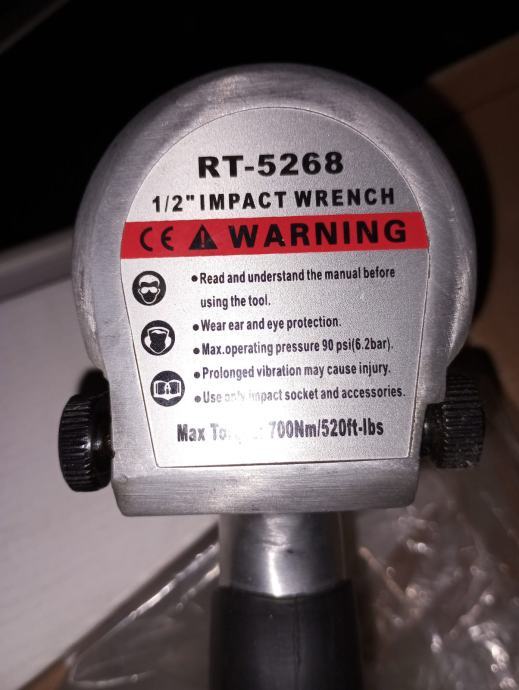 RT-5268
1/2" IMPACT WRENCH
CE WARNING
•Read and understand the manual before
using the tool.
•Wear ear and eye protection.
•Max.operating pressure 90 psi(6.2bar).
•Prolonged vibration may cause injury.
•Use only impact socket and accessories.
Max 700Nm/520ft-lbs